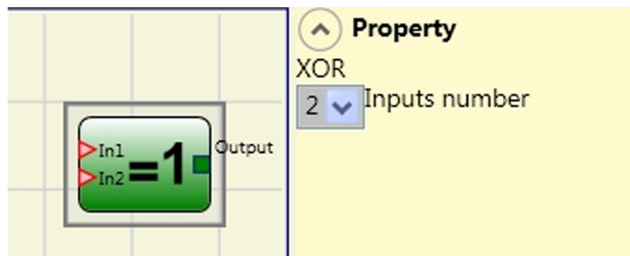 Property
XOR
2 Inputs number
In1
In2
=1
Output